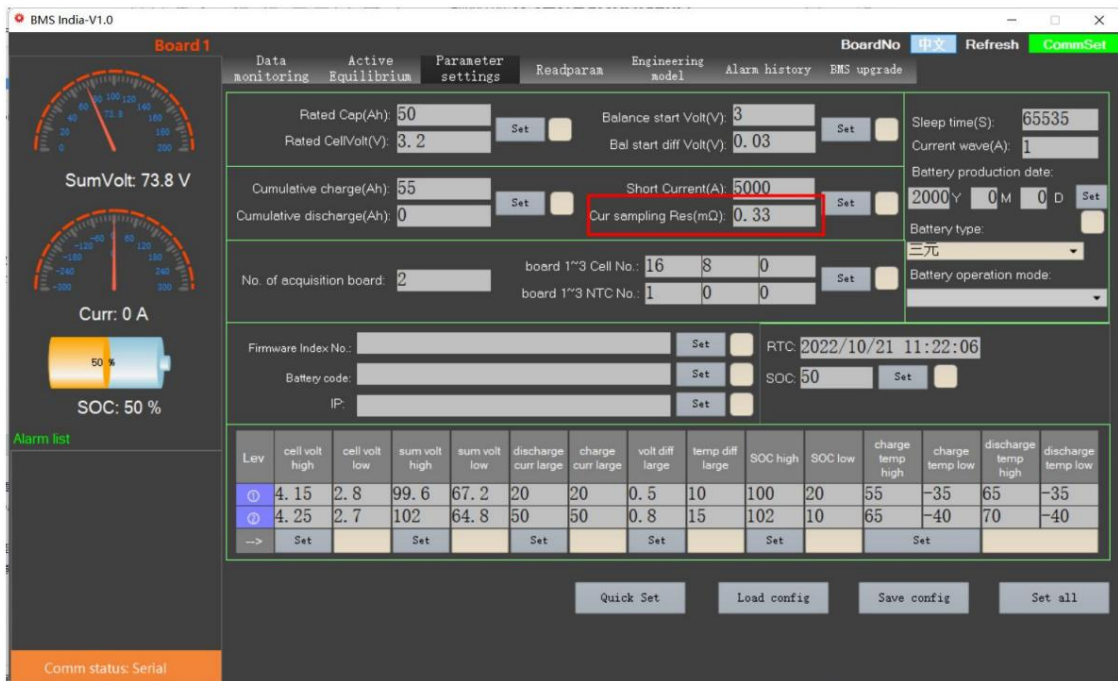 BMS India-V1.0
Board 1
BoardNo 中文 Refresh CommSet
Data monitoring Active Equilibrium Parameter settings Readparam Engineering model Alarm history BMS upgrade
SumVolt: 73.8 V
Curr: 0 A
50 %
SOC: 50 %
Alarm list
Comm status: Serial
Rated Cap(Ah): 50
Rated CellVolt(V): 3.2
Set
Balance start Volt(V): 3
Bal start diff Volt(V): 0.03
Set
Cumulative charge(Ah): 55
Cumulative discharge(Ah): 0
Set
Short Current(A): 5000
Cur sampling Res(mΩ): 0.33
Set
No. of acquisition board: 2
board 1~3 Cell No.: 16 8 0
board 1~3 NTC No.: 1 0 0
Set
Sleep time(S): 65535
Current wave(A): 1
Battery production date:
2000 Y 0 M 0 D Set
Battery type:
三元
Battery operation mode:
Firmware Index No.: Set
Battery code: Set
IP: Set
RTC: 2022/10/21 11:22:06
SOC: 50 Set
Lev cell volt high cell volt low sum volt high sum volt low discharge curr large charge curr large volt diff large temp diff large SOC high SOC low charge temp high charge temp low discharge temp high discharge temp low
① 4.15 2.8 99.6 67.2 20 20 0.5 10 100 20 55 -35 65 -35
② 4.25 2.7 102 64.8 50 50 0.8 15 102 10 65 -40 70 -40
--> Set Set Set Set Set Set
Quick Set Load config Save config Set all